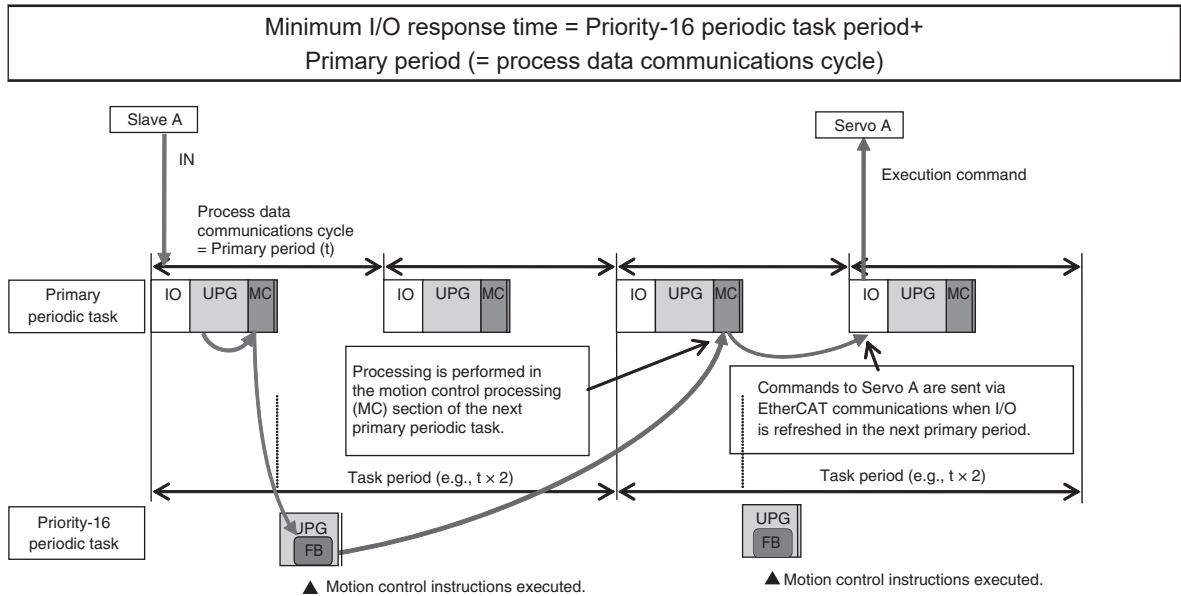 Minimum I/O response time = Priority-16 periodic task period+
Primary period (= process data communications cycle)
Slave A
IN
Servo A
Execution command
Process data
communications cycle
= Primary period (t)
Primary
periodic task
IO
UPG
MC
IO
UPG
MC
IO
UPG
MC
IO
UPG
MC
Processing is performed in
the motion control processing
(MC) section of the next
primary periodic task.
Commands to Servo A are sent via
EtherCAT communications when I/O
is refreshed in the next primary period.
Task period (e.g., t × 2)
Task period (e.g., t × 2)
Priority-16
periodic task
UPG
FB
UPG
FB
▲ Motion control instructions executed.
▲ Motion control instructions executed.